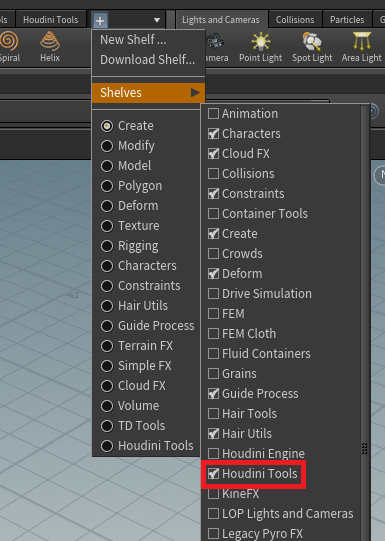 ls Houdini Tools Lights and Cameras Collisions Particles G
piral Helix amera Point Light Spot Light Area Light
New Shelf ...
Download Shelf...
Shelves
Create
Modify
Model
Polygon
Deform
Texture
Rigging
Characters
Constraints
Hair Utils
Guide Process
Terrain FX
Simple FX
Cloud FX
Volume
TD Tools
Houdini Tools
Animation
Characters
Cloud FX
Collisions
Constraints
Container Tools
Create
Crowds
Deform
Drive Simulation
FEM
FEM Cloth
Fluid Containers
Grains
Guide Process
Hair Tools
Hair Utils
Houdini Engine
Houdini Tools
KineFX
LOP Lights and Cameras
Legacy Pyro FX